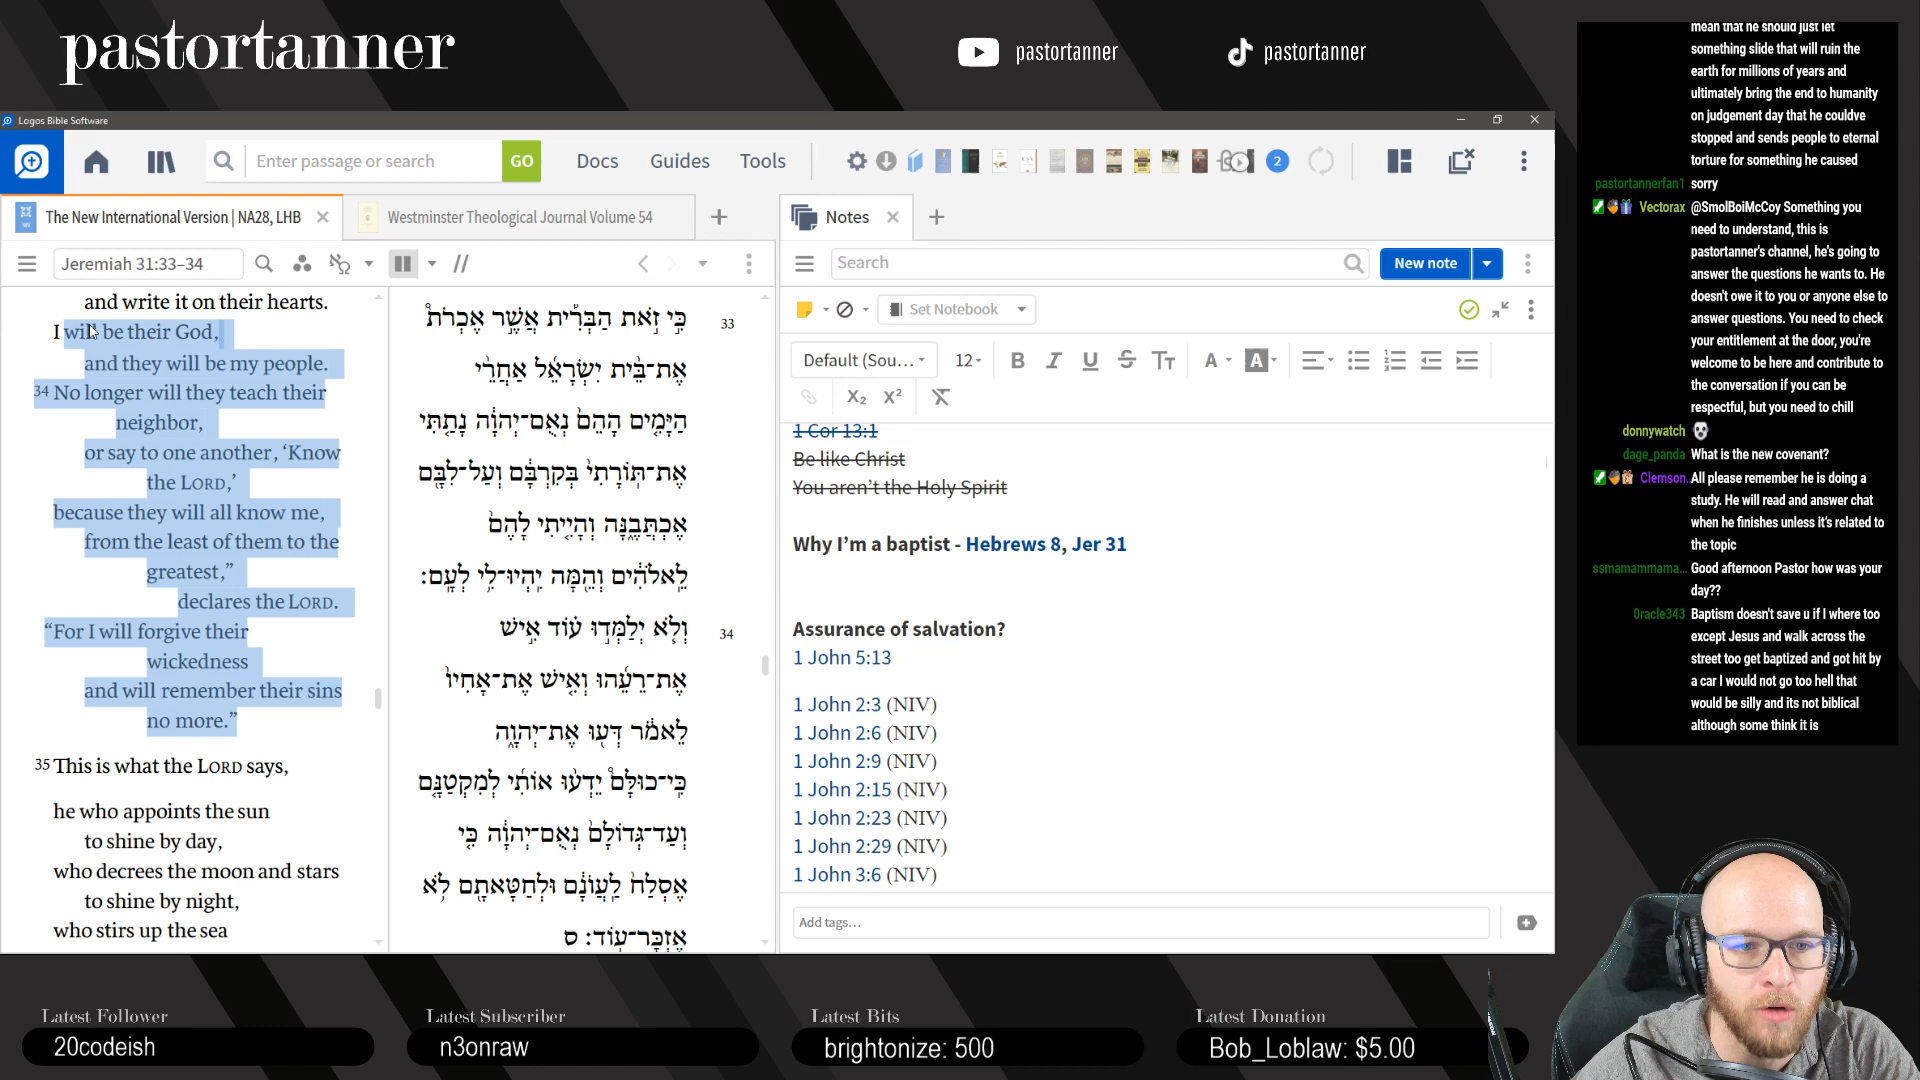 pastortanner
pastortanner
pastortanner
Logos Bible Software
Enter passage or search
GO
Docs
Guides
Tools
2
The New International Version | NA28, LHB
Westminster Theological Journal Volume 54
Jeremiah 31:33–34
and write it on their hearts.
I will be their God,
and they will be my people.
34 No longer will they teach their
neighbor,
or say to one another, ‘Know
the LORD,’
because they will all know me,
from the least of them to the
greatest,”
declares the LORD.
“For I will forgive their
wickedness
and will remember their sins
no more.”
35 This is what the LORD says,
he who appoints the sun
to shine by day,
who decrees the moon and stars
to shine by night,
who stirs up the sea
33
כִּ֣י זֹ֣את הַבְּרִ֡ית אֲשֶׁ֣ר אֶכְרֹת֩
אֶת־בֵּ֨ית יִשְׂרָאֵ֜ל אַחֲרֵ֨י
הַיָּמִ֤ים הָהֵם֙ נְאֻם־יְהוָ֔ה נָתַ֤תִּי
אֶת־תּֽוֹרָתִי֙ בְּקִרְבָּ֔ם וְעַל־לִבָּ֖ם
אֶכְתֲּבֶ֑נָּה וְהָיִ֤יתִי לָהֶם֙
לֵֽאלֹהִ֔ים וְהֵ֖מָּה יִֽהְיוּ־לִ֥י לְעָֽם׃
34
וְלֹ֧א יְלַמְּד֣וּ ע֗וֹד אִ֣ישׁ
אֶת־רֵעֵ֜הוּ וְאִ֤ישׁ אֶת־אָחִיו֙
לֵאמֹ֔ר דְּע֖וּ אֶת־יְהוָ֑ה
כִּֽי־כוּלָּם֩ יֵדְע֨וּ אוֹתִ֜י לְמִקְטַנָּ֤ם
וְעַד־גְּדוֹלָם֙ נְאֻם־יְהוָ֔ה כִּ֤י
אֶסְלַח֙ לַֽעֲוֺנָ֔ם וּלְחַטָּאתָ֖ם לֹ֥א
אֶזְכָּר־עֽוֹד׃ ס
Notes
Search
New note
Set Notebook
Default (Sou...
12
B I U S Tт A A
X₂ X²
1 Cor 13:1
Be like Christ
You aren’t the Holy Spirit
Why I’m a baptist - Hebrews 8, Jer 31
Assurance of salvation?
1 John 5:13
1 John 2:3 (NIV)
1 John 2:6 (NIV)
1 John 2:9 (NIV)
1 John 2:15 (NIV)
1 John 2:23 (NIV)
1 John 2:29 (NIV)
1 John 3:6 (NIV)
Add tags…
mean that he should just let
something slide that will ruin the
earth for millions of years and
ultimately bring the end to humanity
on judgement day that he couldve
stopped and sends people to eternal
torture for something he caused
pastortannerfan1 sorry
Vectorax @SmolBoiMcCoy Something you
need to understand, this is
pastortanner's channel, he's going to
answer the questions he wants to. He
doesn't owe it to you or anyone else to
answer questions. You need to check
your entitlement at the door, you're
welcome to be here and contribute to
the conversation if you can be
respectful, but you need to chill
donnywatch
dage_panda What is the new covenant?
Clemson.. All please remember he is doing a
study. He will read and answer chat
when he finishes unless it's related to
the topic
ssmamammama... Good afternoon Pastor how was your
day??
0racle343 Baptism doesn't save u if I where too
except Jesus and walk across the
street too get baptized and got hit by
a car I would not go too hell that
would be silly and its not biblical
although some think it is
Latest Follower
20codeish
Latest Subscriber
n3onraw
Latest Bits
brightonize: 500
Latest Donation
Bob_Loblaw: $5.00